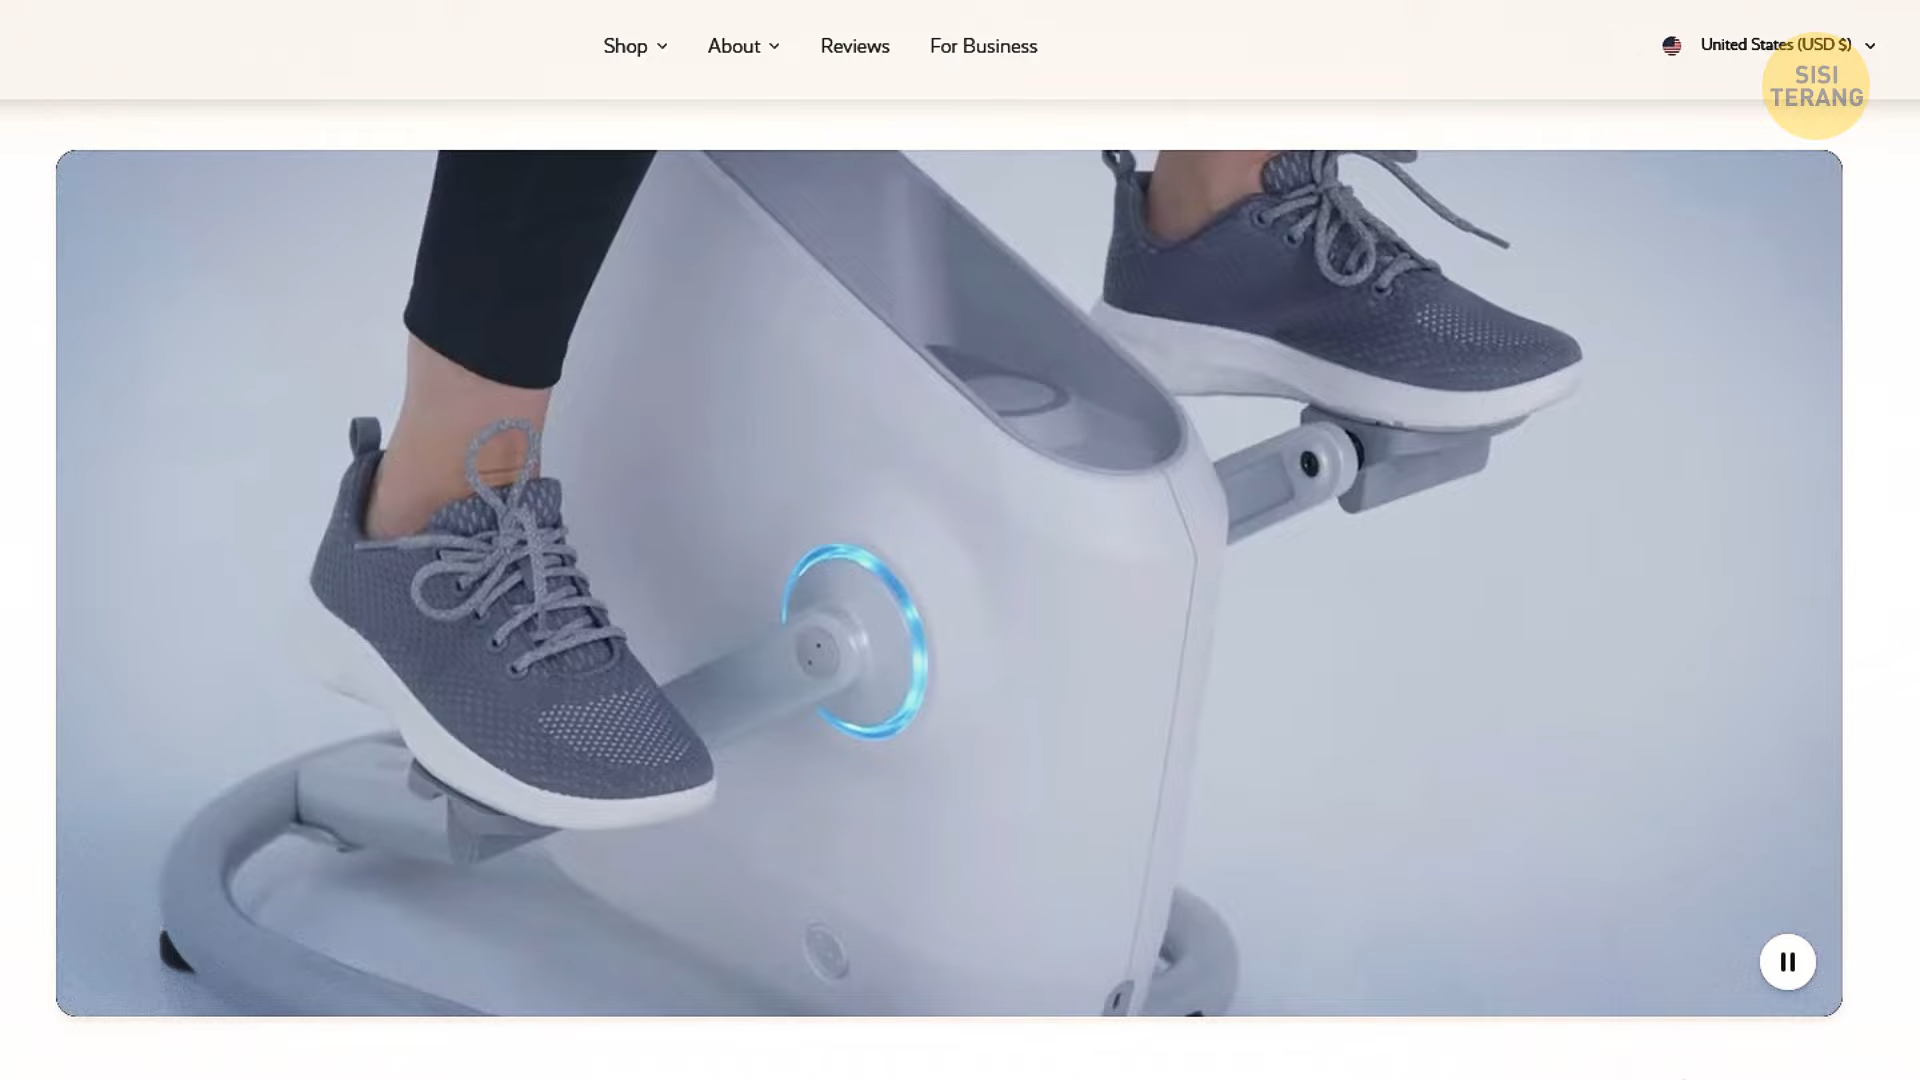 Shop
About
Reviews
For Business
United States (USD $)
SISI
TERANG